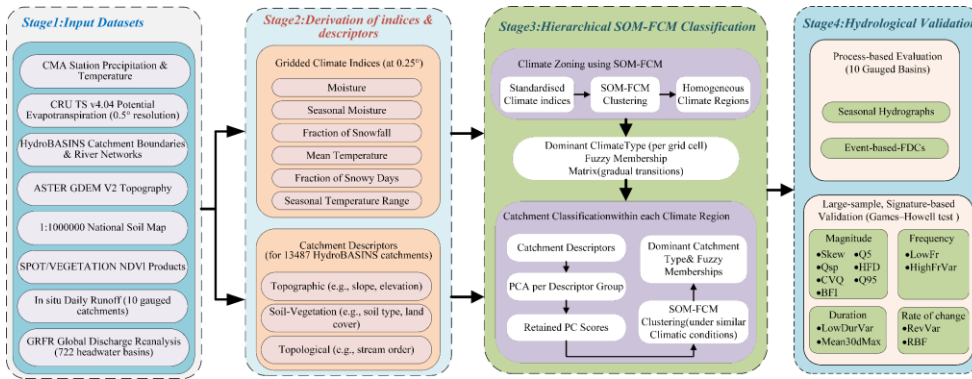 Stage1:Input Datasets
CMA Station Precipitation &
Temperature
CRU TS v4.04 Potential
Evapotranspiration (0.5° resolution)
HydroBASINS Catchment Boundaries
& River Networks
ASTER GDEM V2 Topography
1:1000000 National Soil Map
SPOT/VEGETATION NDVI Products
In situ Daily Runoff (10 gauged
catchments)
GRFR Global Discharge Reanalysis
(722 headwater basins)
Stage2:Derivation of indices &
descriptors
Gridded Climate Indices (at 0.25°)
Moisture
Seasonal Moisture
Fraction of Snowfall
Mean Temperature
Fraction of Snowy Days
Seasonal Temperature Range
Catchment Descriptors
(for 13487 HydroBASINS catchments)
Topographic (e.g., slope, elevation)
Soil-Vegetation (e.g., soil type, land
cover)
Topological (e.g., stream order)
Stage3:Hierarchical SOM-FCM Classification
Climate Zoning using SOM-FCM
Standardised
Climate indices
SOM-FCM
Clustering
Homogeneous
Climate Regions
Dominant ClimateType (per grid cell)
Fuzzy Membership
Matrix(gradual transitions)
Catchment Classificationwithin each Climate Region
Catchment Descriptors
PCA per Descriptor Group
Retained PC Scores
Dominant Catchment
Type& Fuzzy
Memberships
SOM-FCM
Clustering(under similar
Climatic conditions)
Stage4:Hydrological Validation
Process-based Evaluation
(10 Gauged Basins)
Seasonal Hydrographs
Event-based-FDCs
Large-sample, Signature-based
Validation (Games–Howell test )
Magnitude
•Skew •Q5
•Qsp •HFD
•CVQ •Q95
•BFI
Frequency
•LowFr
•HighFrVar
Duration
•LowDurVar
•Mean30dMax
Rate of change
•RevVar
•RBF